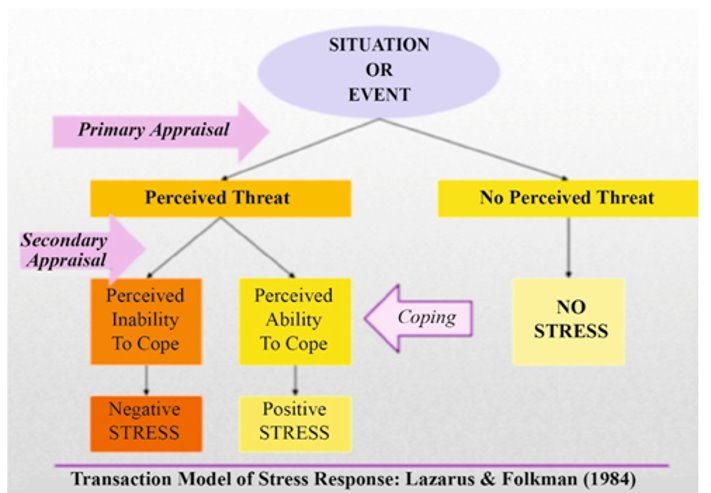 SITUATION
OR
EVENT
Primary Appraisal
Perceived Threat
No Perceived Threat
Secondary
Appraisal
Perceived
Inability
To Cope
Perceived
Ability
To Cope
Coping
NO
STRESS
Negative
STRESS
Positive
STRESS
Transaction Model of Stress Response: Lazarus & Folkman (1984)